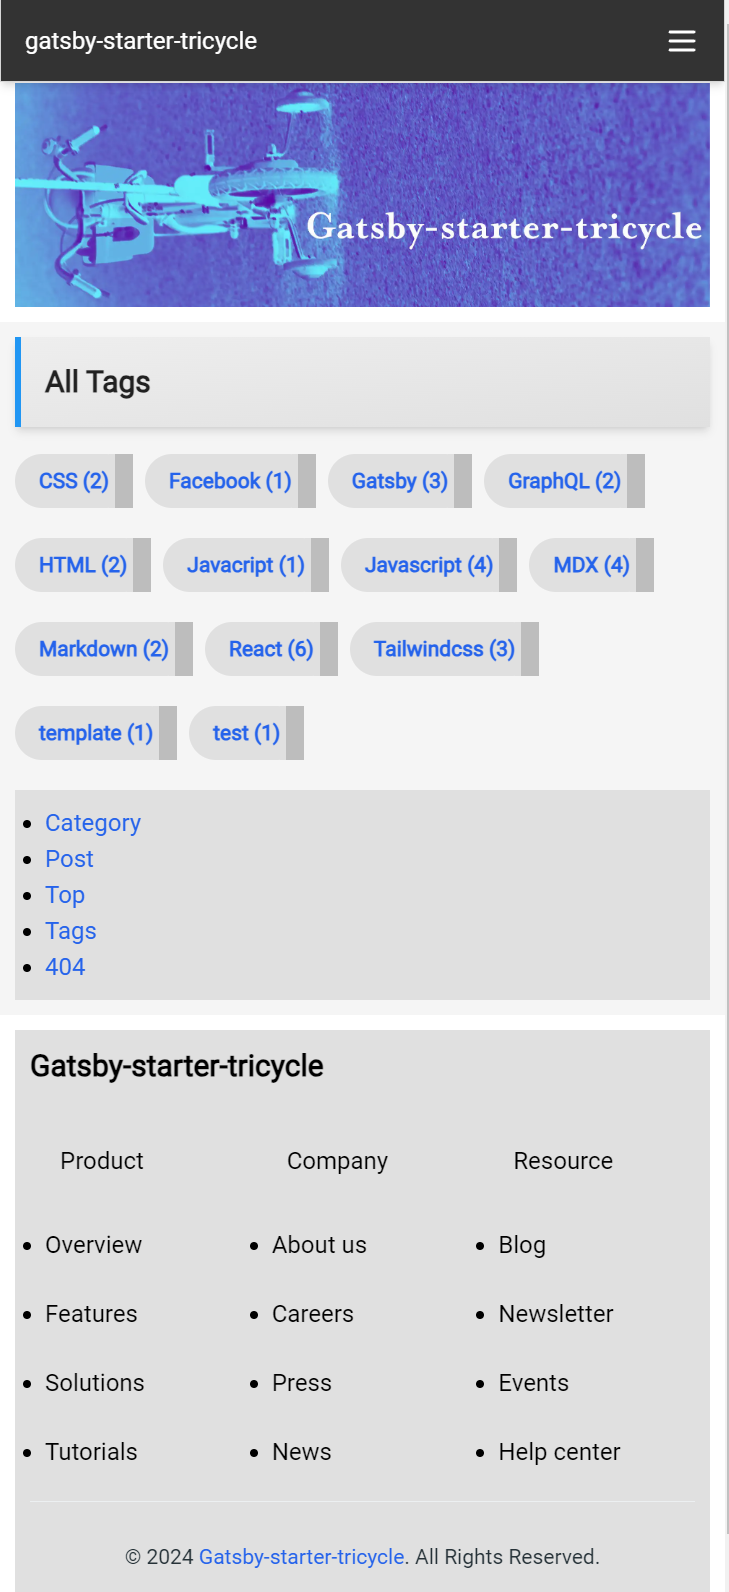 gatsby-starter-tricycle
Gatsby-starter-tricycle
All Tags
CSS (2) Facebook (1) Gatsby (3) GraphQL (2)
HTML (2) Javacript (1) Javascript (4) MDX (4)
Markdown (2) React (6) Tailwindcss (3)
template (1) test (1)
Category
Post
Top
Tags
404
Gatsby-starter-tricycle
Product Company Resource
Overview About us Blog
Features Careers Newsletter
Solutions Press Events
Tutorials News Help center
© 2024 Gatsby-starter-tricycle. All Rights Reserved.